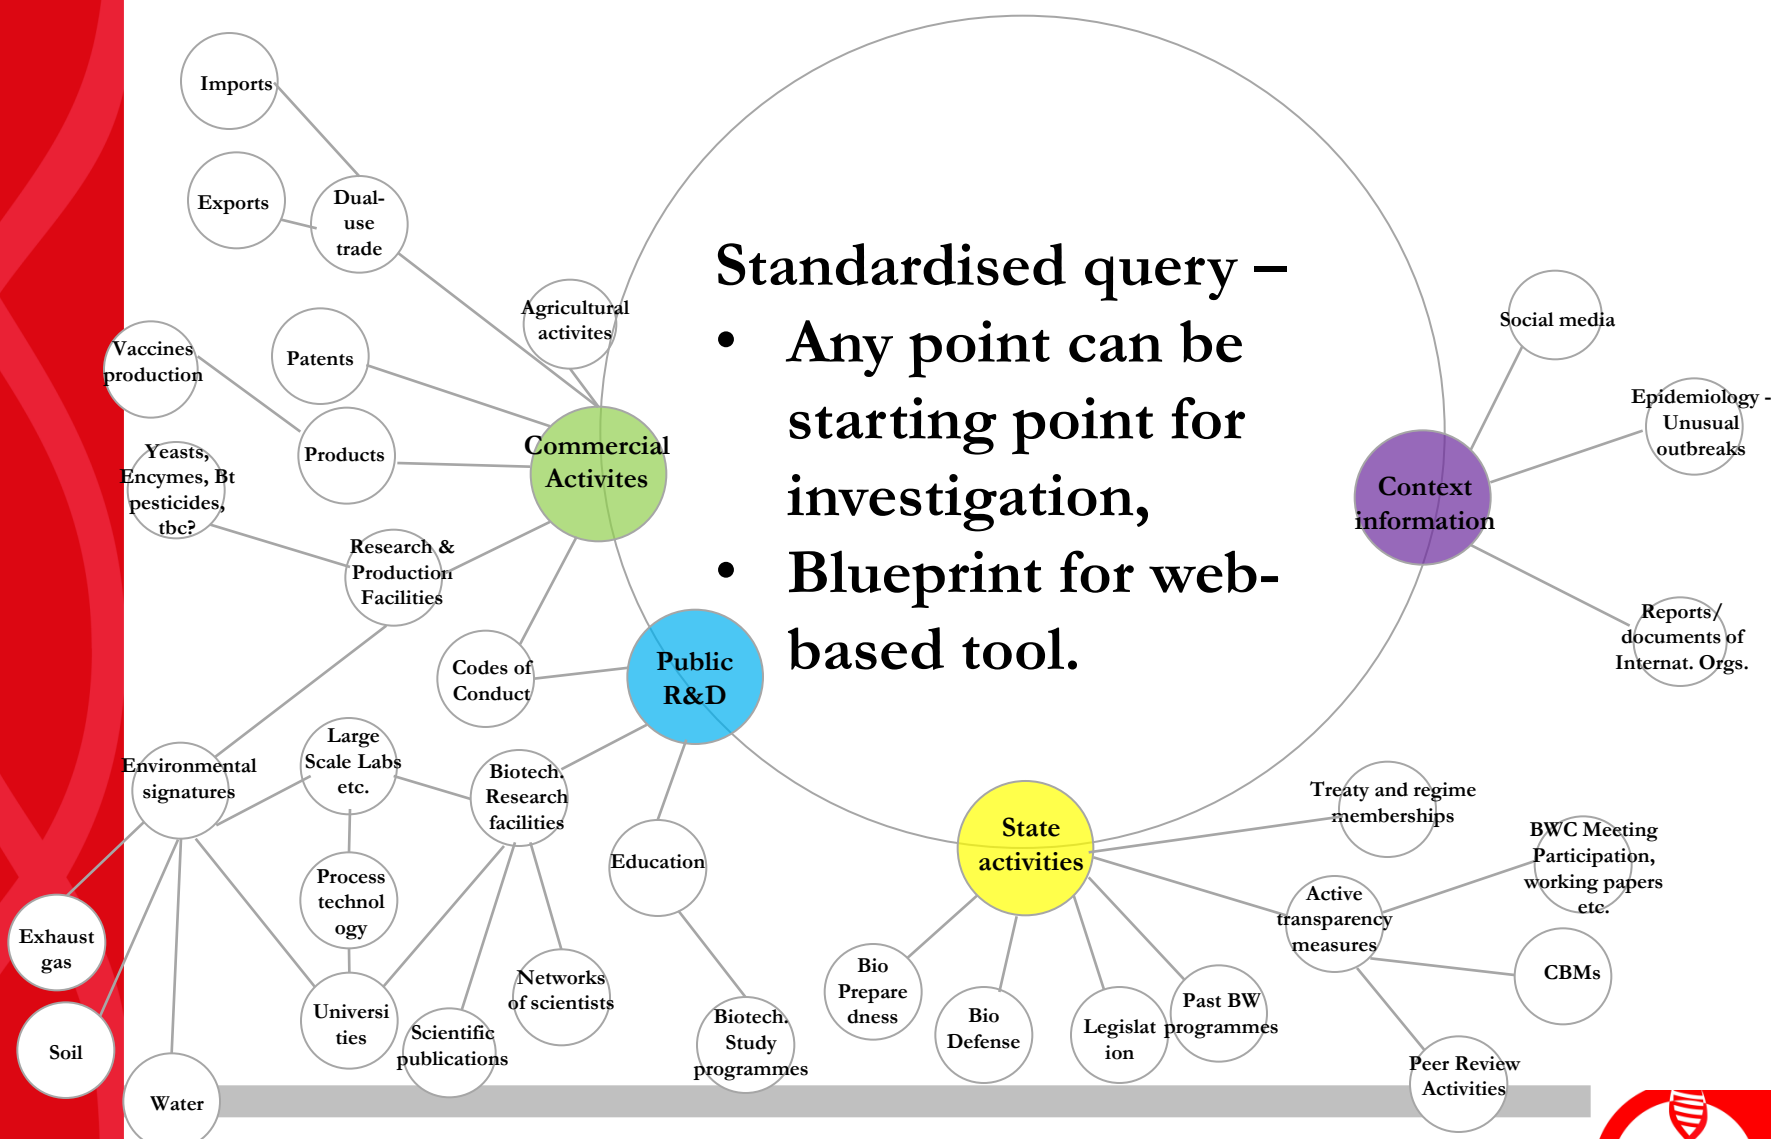 Imports
Exports
Dual-
use
trade
Agricultural
activites
Vaccines
production
Patents
Products
Yeasts,
Encymes, Bt
pesticides,
tbc?
Research &
Production
Facilities
Commercial
Activites
Standardised query –
• Any point can be
starting point for
investigation,
• Blueprint for web-
based tool.
Social media
Epidemiology -
Unusual
outbreaks
Context
information
Reports/
documents of
Internat. Orgs.
Codes of
Conduct
Public
R&D
Environmental
signatures
Large
Scale Labs
etc.
Biotech.
Research
facilities
Education
Process
technol
ogy
Exhaust
gas
Soil
Water
Universi
ties
Scientific
publications
Networks
of scientists
Biotech.
Study
programmes
State
activities
Treaty and regime
memberships
BWC Meeting
Participation,
working papers
etc.
Active
transparency
measures
CBMs
Bio
Prepare
dness
Bio
Defense
Legislat
ion
Past BW
programmes
Peer Review
Activities